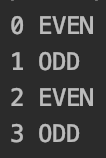 0 EVEN
1 ODD
2 EVEN
3 ODD